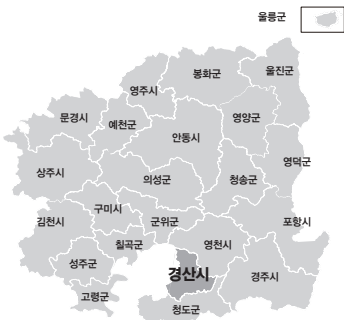 울릉군
봉화군
울진군
영주시
문경시
예천군
영양군
안동시
영덕군
상주시
의성군
청송군
구미시
김천시
군위군
포항시
칠곡군
영천시
성주군
경산시
경주시
고령군
청도군